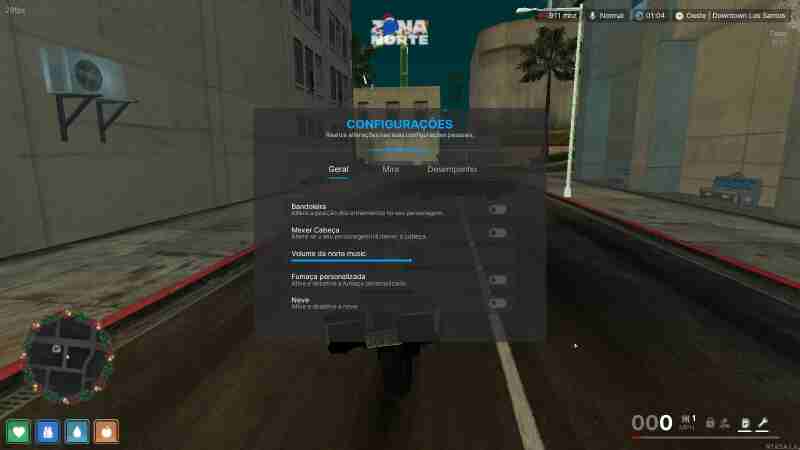 29fps
ZONA
NORTE
911 mhz
Normal
01:04
Oeste | Downtown Los Santos
CONFIGURAÇÕES
Realize alterações nas suas configurações pessoais.
Geral
Mira
Desempenho
Bandoleira
Mexer Cabeça
Volume da norte music
Fumaça personalizada
Ative e desative a fumaça personalizada
Neve
Ative e desative a neve
000
MPH
1